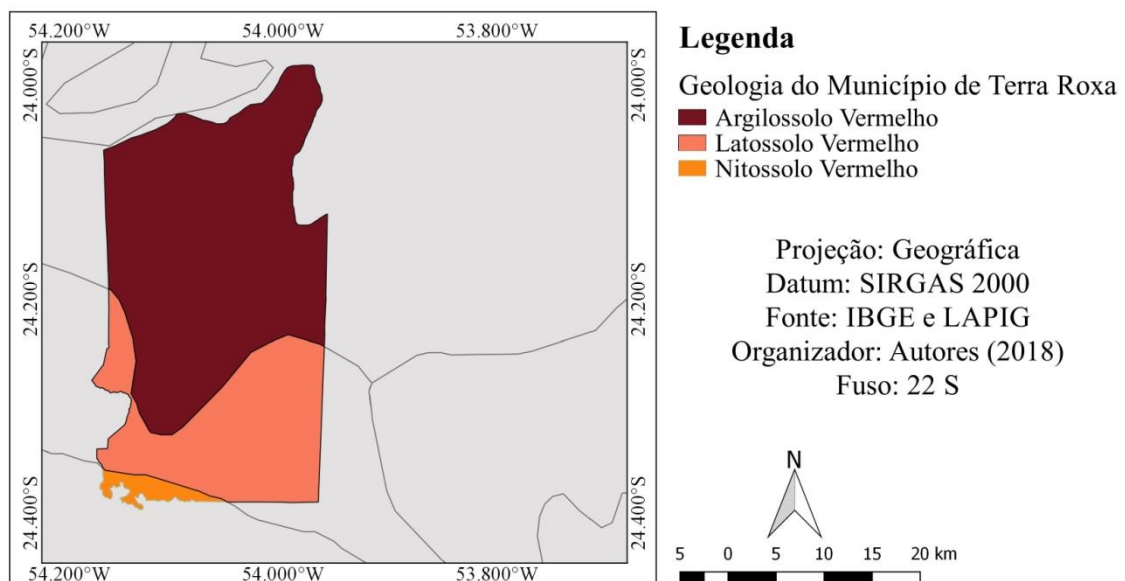 54.200°W 54.000°W 53.800°W
24.000°S 24.000°S
24.200°S 24.200°S
24.400°S 24.400°S
54.200°W 54.000°W 53.800°W
Legenda
Geologia do Município de Terra Roxa
Argilossolo Vermelho
Latossolo Vermelho
Nitossolo Vermelho
Projeção: Geográfica
Datum: SIRGAS 2000
Fonte: IBGE e LAPIG
Organizador: Autores (2018)
Fuso: 22 S
N
5 0 5 10 15 20 km